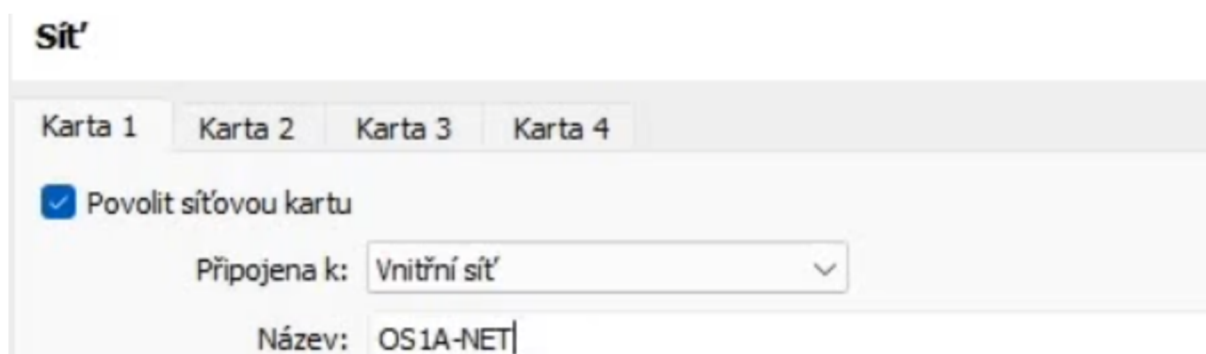 Síť
Karta 1 Karta 2 Karta 3 Karta 4
Povolit síťovou kartu
Připojena k: Vnitřní síť
Název: OS1A-NET